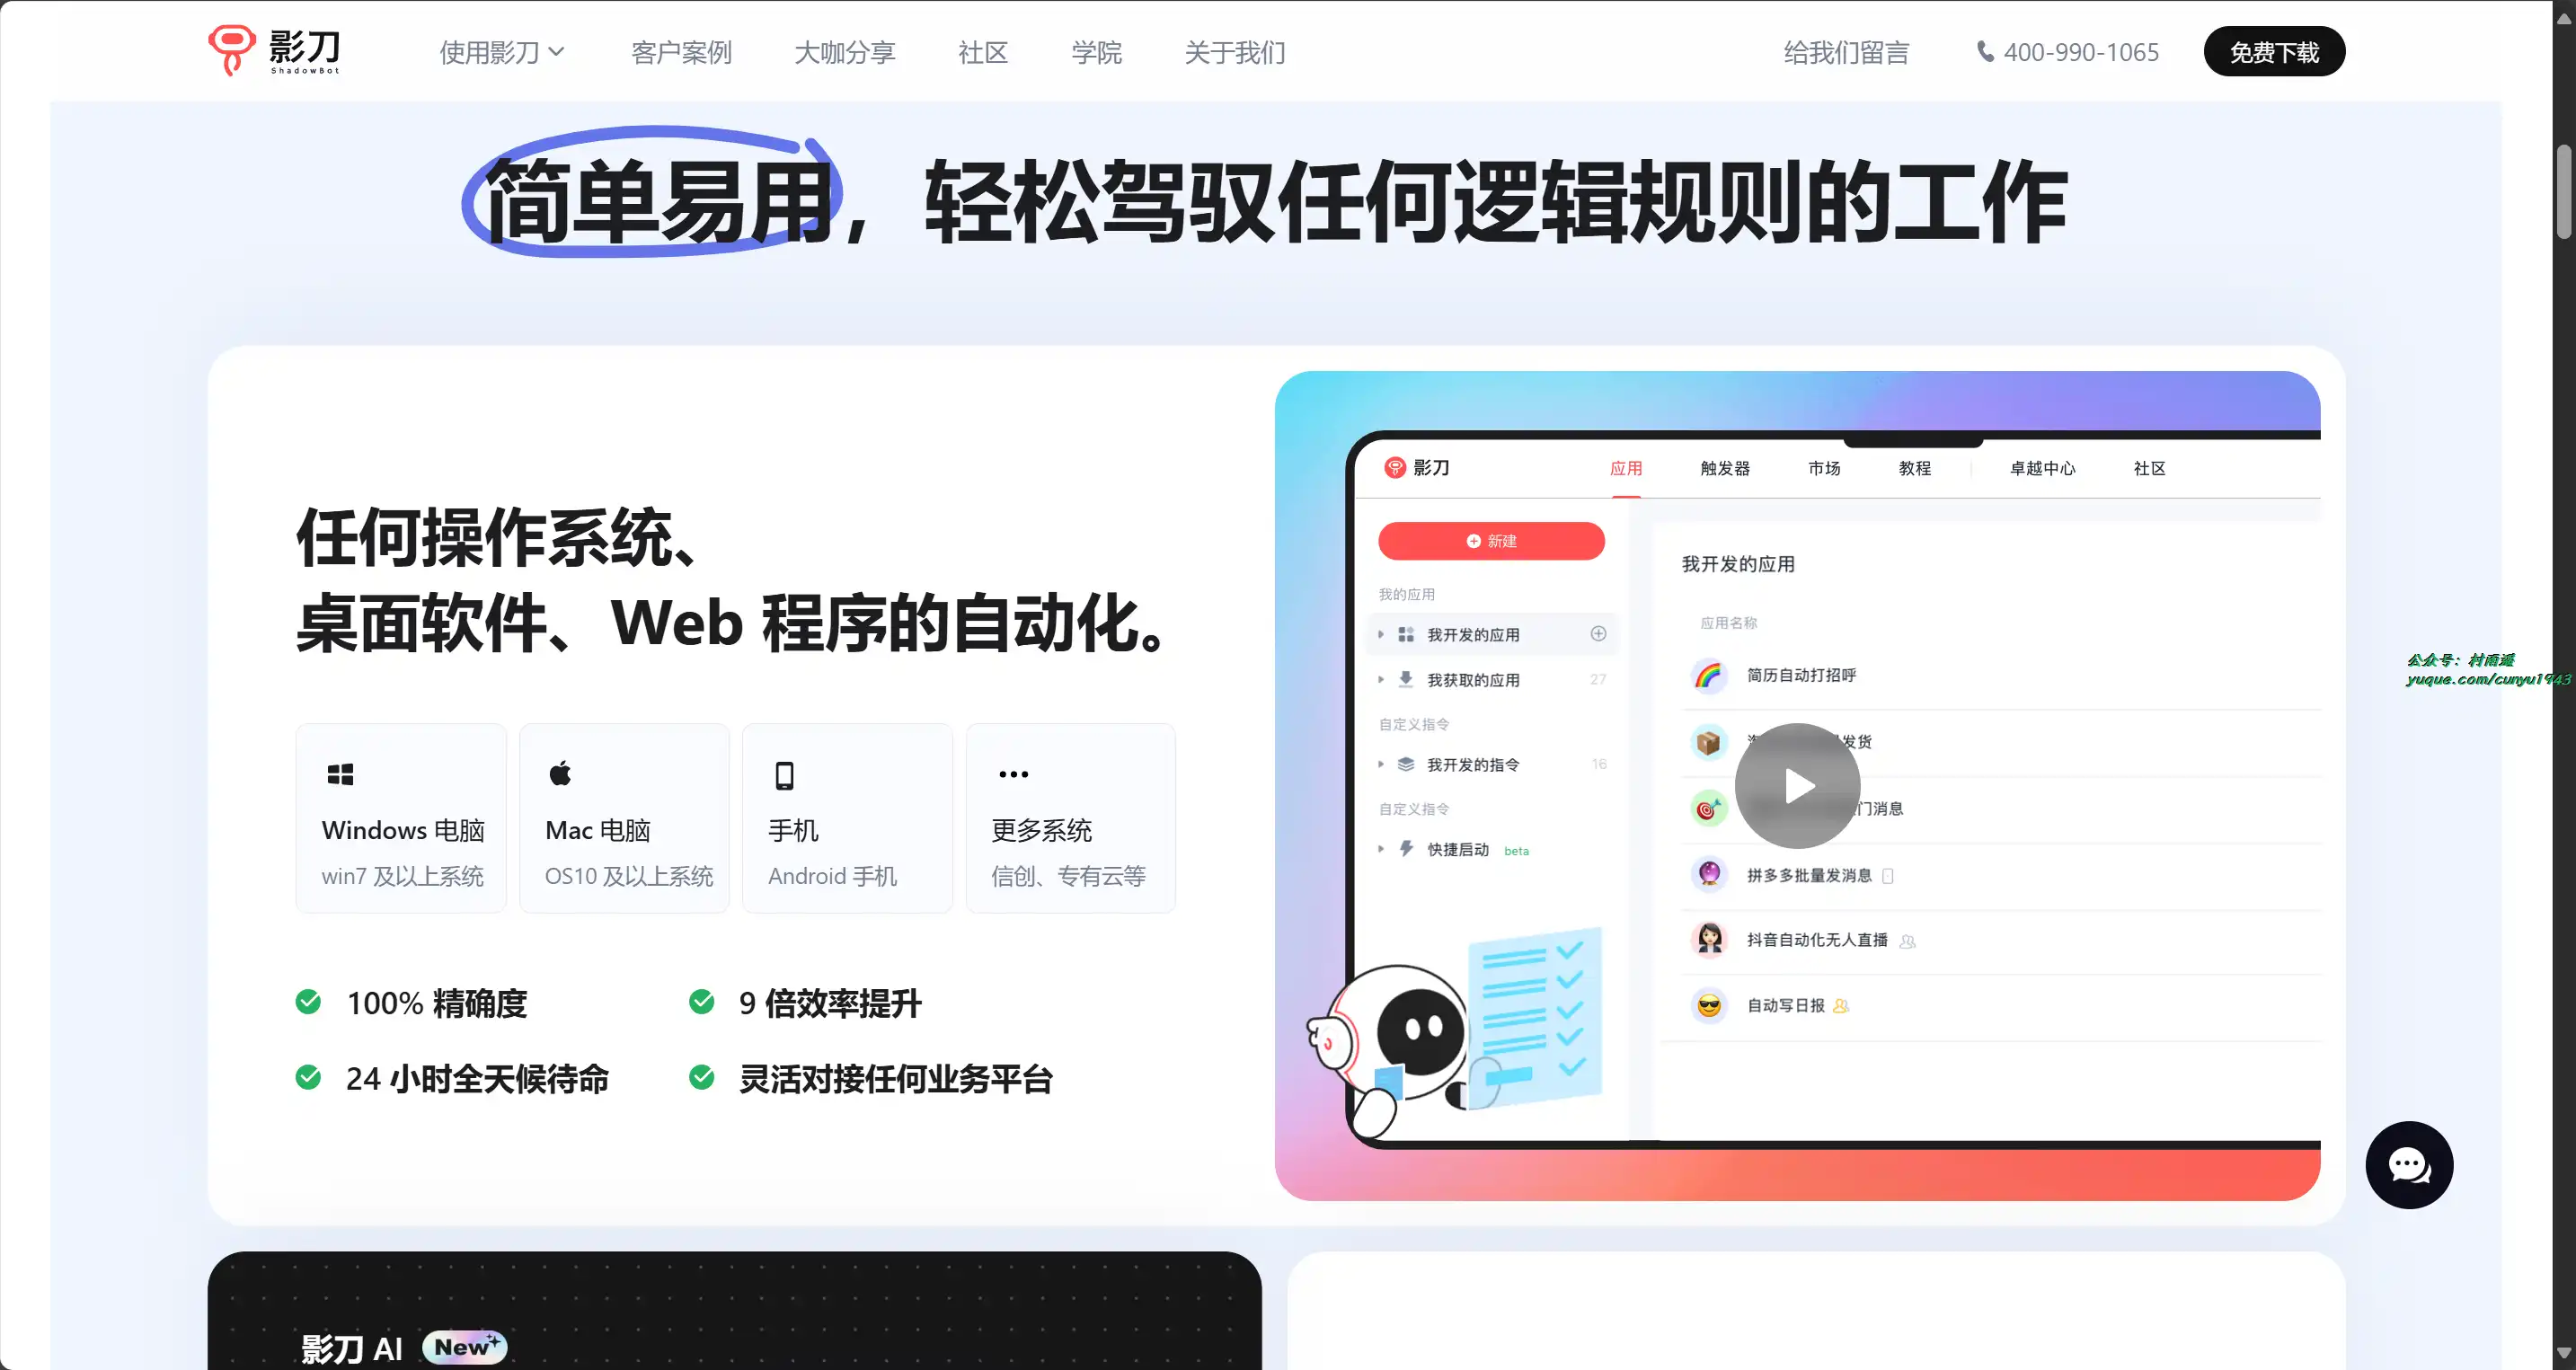 影刀
ShadowBot
使用影刀
客户案例
大咖分享
社区
学院
关于我们
给我们留言
400-990-1065
免费下载
简单易用，轻松驾驭任何逻辑规则的工作
任何操作系统、
桌面软件、Web 程序的自动化。
Windows 电脑
win7 及以上系统
Mac 电脑
OS10 及以上系统
手机
Android 手机
更多系统
信创、专有云等
100% 精确度
9 倍效率提升
24 小时全天候待命
灵活对接任何业务平台
影刀
应用
触发器
市场
教程
卓越中心
社区
新建
我的应用
我开发的应用
我获取的应用 27
自定义指令
我开发的指令 16
自定义指令
快捷启动 beta
我开发的应用
应用名称
简历自动打招呼
发货
门消息
拼多多批量发消息
抖音自动化无人直播
自动写日报
公众号：村雨遥
yuque.com/cunyu1943
影刀 AI New